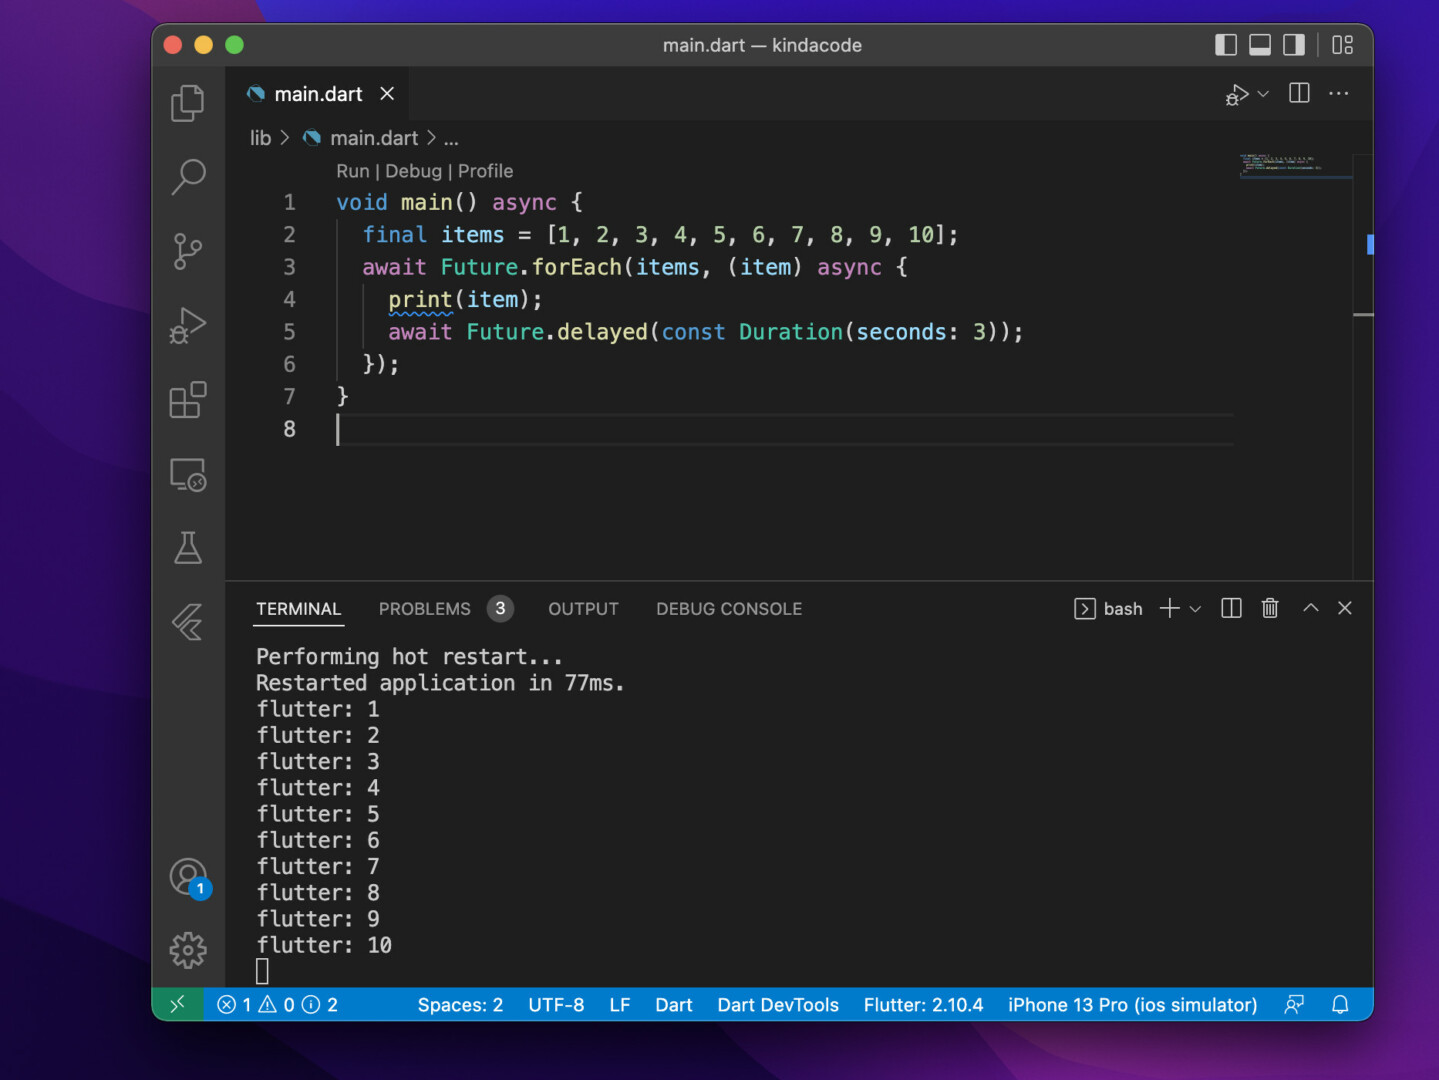 main.dart — kindacode
main.dart
lib > main.dart > ...
Run | Debug | Profile
1 void main() async {
2   final items = [1, 2, 3, 4, 5, 6, 7, 8, 9, 10];
3   await Future.forEach(items, (item) async {
4     print(item);
5     await Future.delayed(const Duration(seconds: 3));
6   });
7 }
8
TERMINAL PROBLEMS 3 OUTPUT DEBUG CONSOLE bash
Performing hot restart...
Restarted application in 77ms.
flutter: 1
flutter: 2
flutter: 3
flutter: 4
flutter: 5
flutter: 6
flutter: 7
flutter: 8
flutter: 9
flutter: 10
1
1 0 2 Spaces: 2 UTF-8 LF Dart Dart DevTools Flutter: 2.10.4 iPhone 13 Pro (ios simulator)